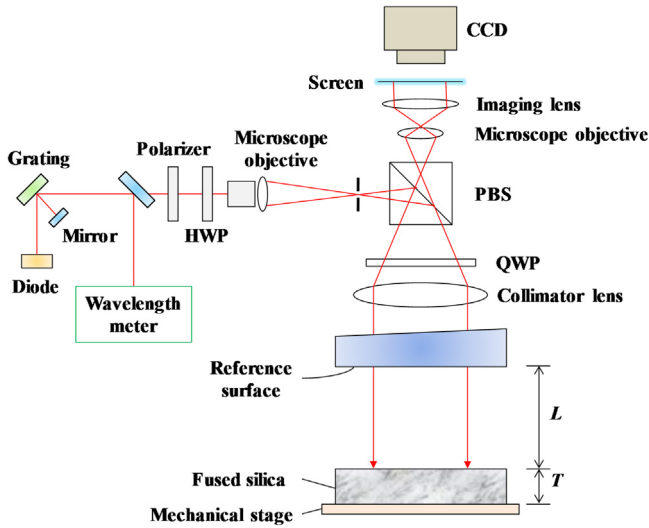 CCD
Screen
Imaging lens
Microscope objective
Microscope
objective
Polarizer
Grating
PBS
HWP
Mirror
Diode
Wavelength
meter
QWP
Collimator lens
Reference
surface
L
Fused silica
T
Mechanical stage